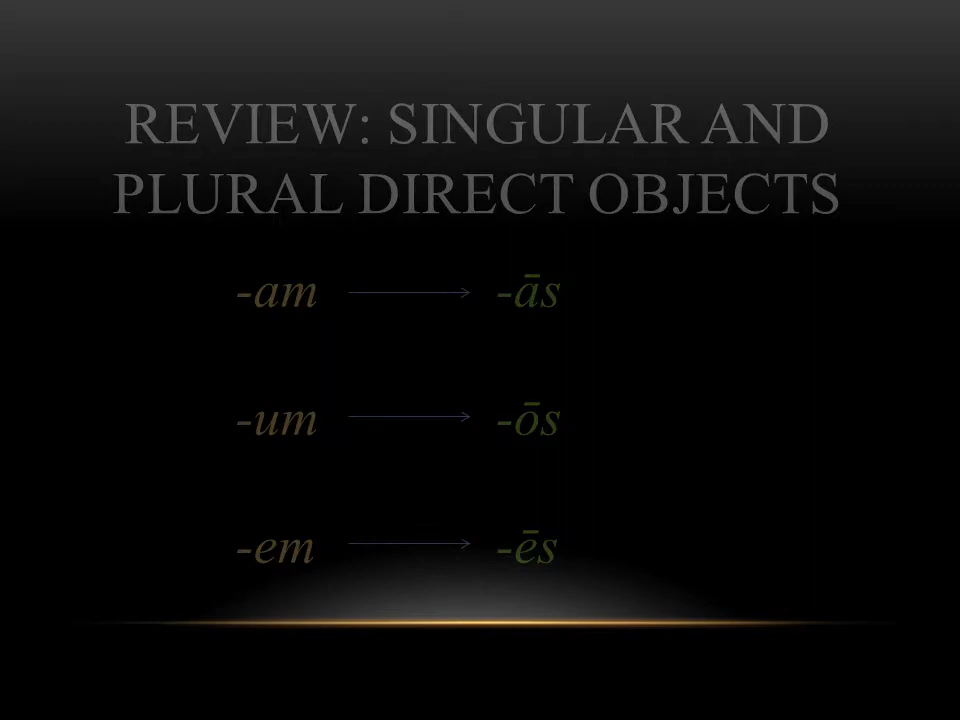 REVIEW: SINGULAR AND
PLURAL DIRECT OBJECTS
-am -ās
-um -ōs
-em -ēs